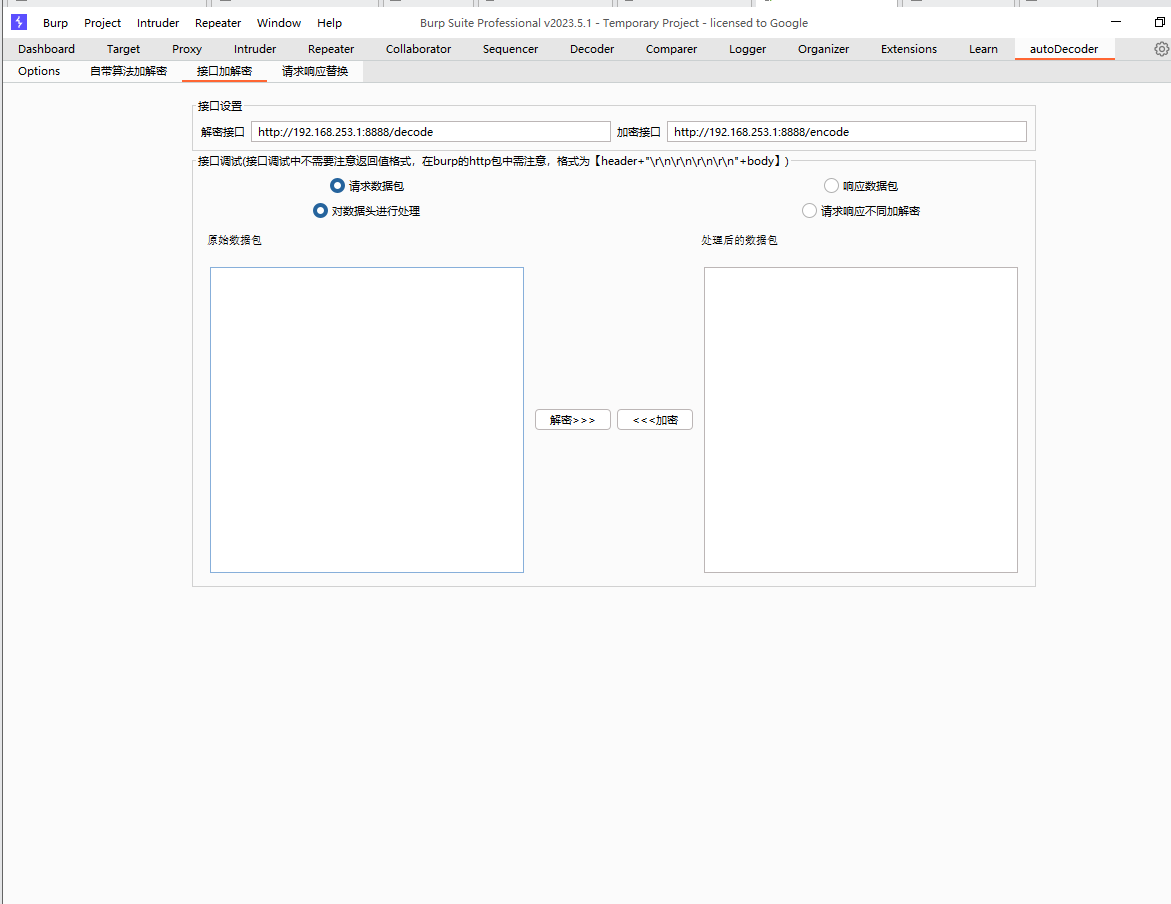 Burp Project Intruder Repeater Window Help Burp Suite Professional v2023.5.1 - Temporary Project - licensed to Google
Dashboard Target Proxy Intruder Repeater Collaborator Sequencer Decoder Comparer Logger Organizer Extensions Learn autoDecoder
Options 自带算法加解密 接口加解密 请求响应替换
接口设置
解密接口 http://192.168.253.1:8888/decode 加密接口 http://192.168.253.1:8888/encode
接口调试(接口调试中不需要注意返回值格式，在burp的http包中需注意，格式为【header+"\r\n\r\n\r\n\r\n"+body】)
请求数据包 响应数据包
对数据头进行处理 请求响应不同加解密
原始数据包 处理后的数据包
解密>>> <<<加密